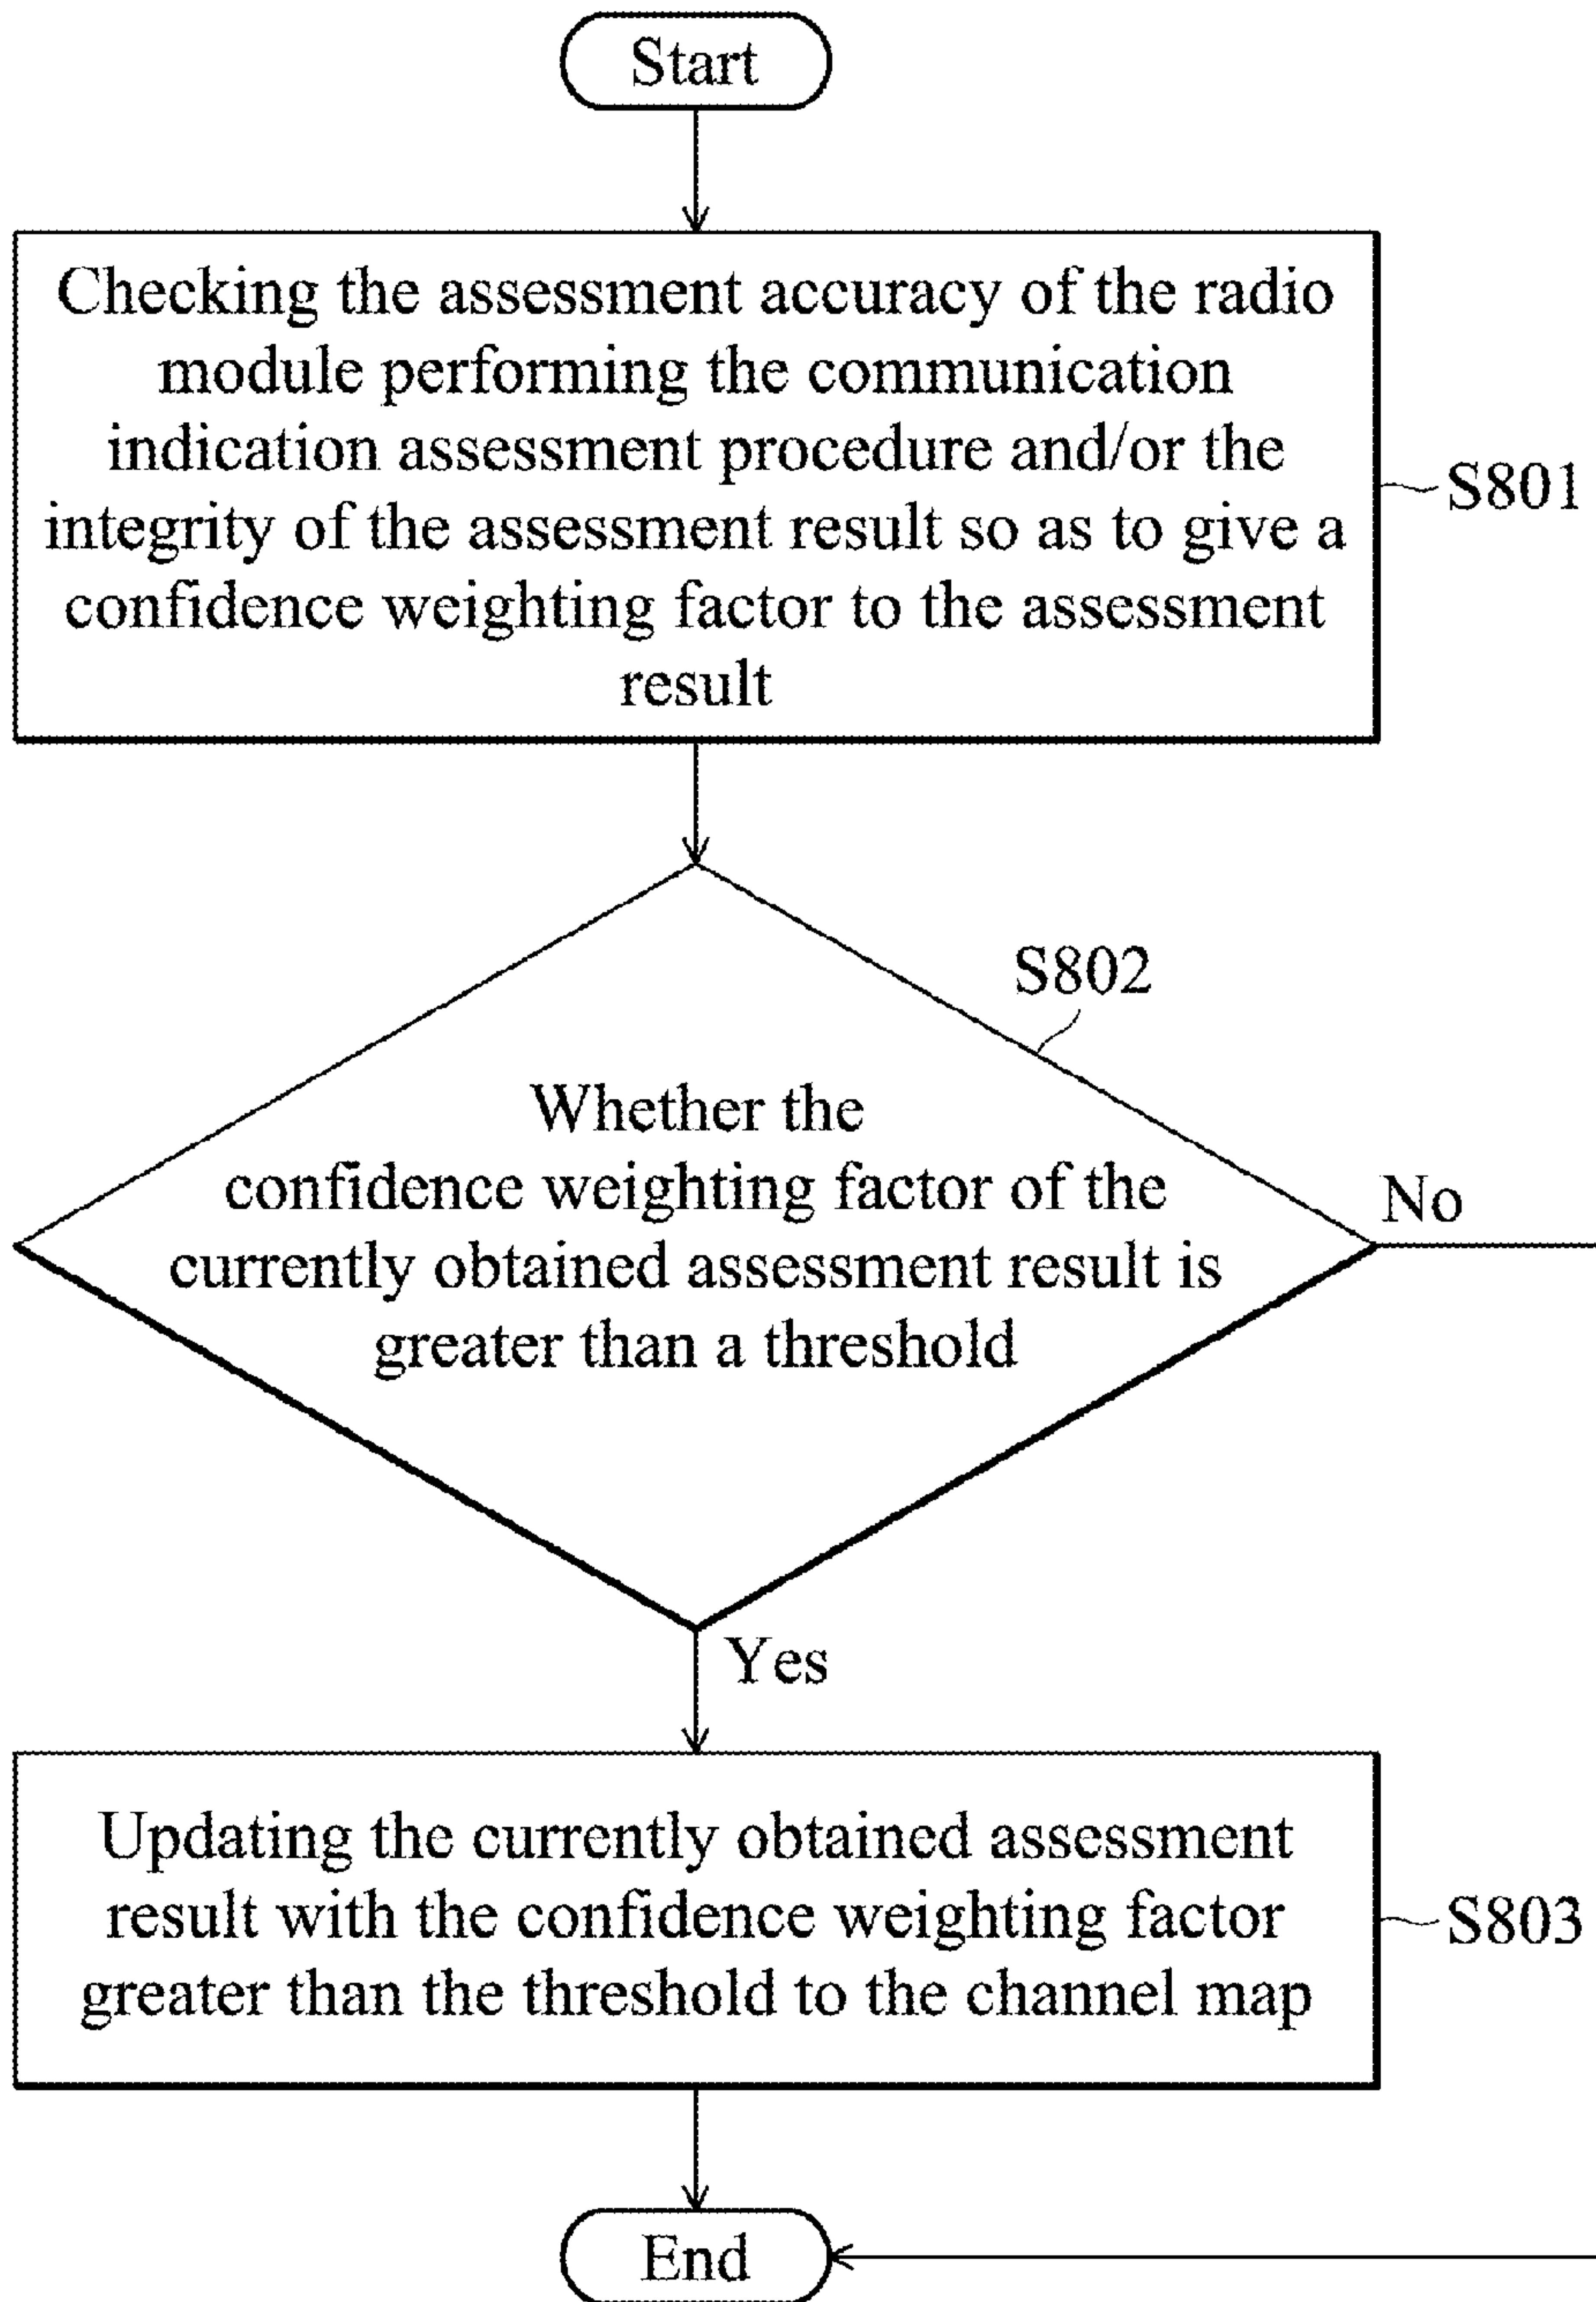 Start
Checking the assessment accuracy of the radio
module performing the communication
indication assessment procedure and/or the
integrity of the assessment result so as to give a
confidence weighting factor to the assessment
result
S801
S802
Whether the
confidence weighting factor of the
currently obtained assessment result is
greater than a threshold
No
Yes
Updating the currently obtained assessment
result with the confidence weighting factor
greater than the threshold to the channel map
S803
End